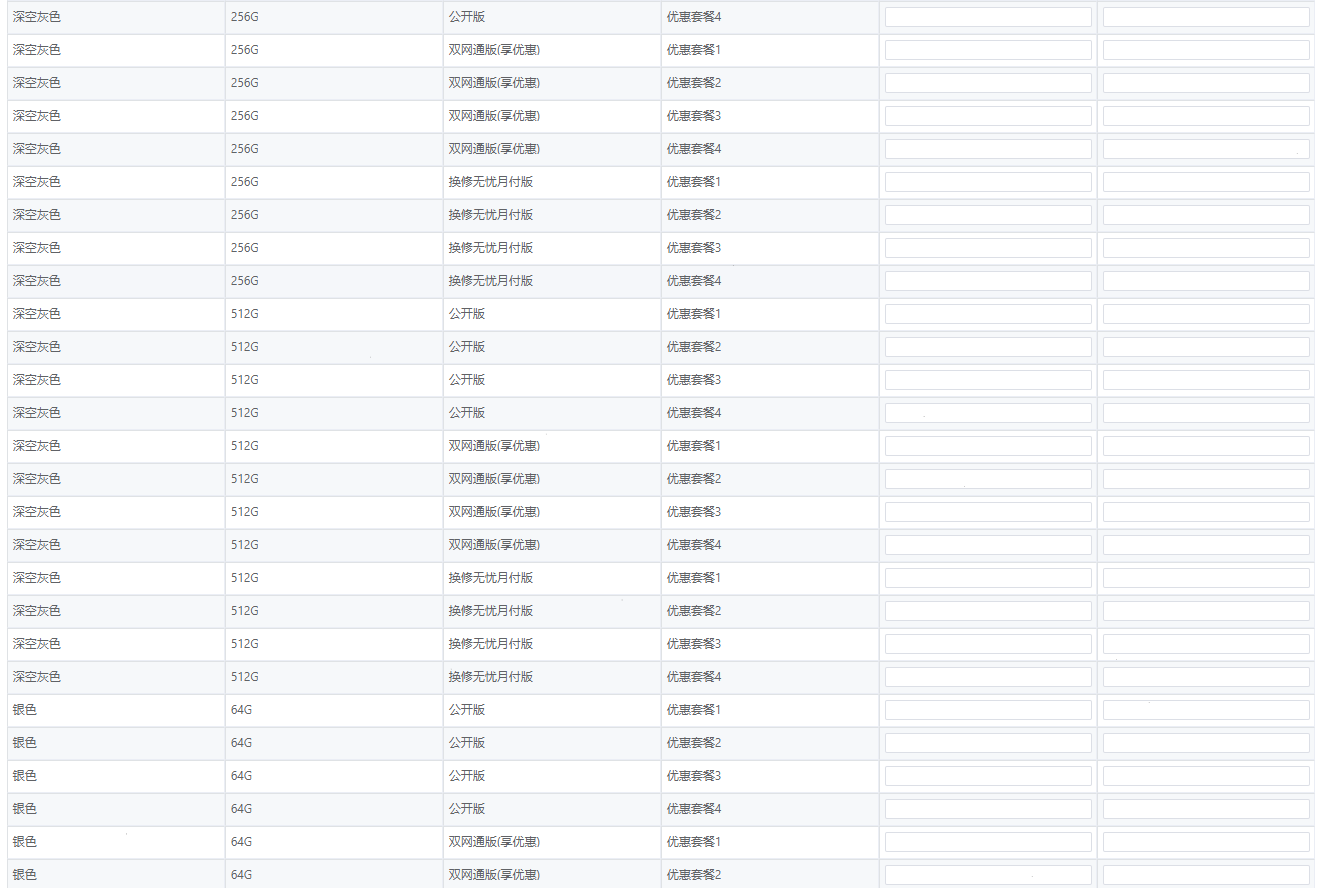 深空灰色 256G 公开版 优惠套餐4
深空灰色 256G 双网通版(享优惠) 优惠套餐1
深空灰色 256G 双网通版(享优惠) 优惠套餐2
深空灰色 256G 双网通版(享优惠) 优惠套餐3
深空灰色 256G 双网通版(享优惠) 优惠套餐4
深空灰色 256G 换修无忧月付版 优惠套餐1
深空灰色 256G 换修无忧月付版 优惠套餐2
深空灰色 256G 换修无忧月付版 优惠套餐3
深空灰色 256G 换修无忧月付版 优惠套餐4
深空灰色 512G 公开版 优惠套餐1
深空灰色 512G 公开版 优惠套餐2
深空灰色 512G 公开版 优惠套餐3
深空灰色 512G 公开版 优惠套餐4
深空灰色 512G 双网通版(享优惠) 优惠套餐1
深空灰色 512G 双网通版(享优惠) 优惠套餐2
深空灰色 512G 双网通版(享优惠) 优惠套餐3
深空灰色 512G 双网通版(享优惠) 优惠套餐4
深空灰色 512G 换修无忧月付版 优惠套餐1
深空灰色 512G 换修无忧月付版 优惠套餐2
深空灰色 512G 换修无忧月付版 优惠套餐3
深空灰色 512G 换修无忧月付版 优惠套餐4
银色 64G 公开版 优惠套餐1
银色 64G 公开版 优惠套餐2
银色 64G 公开版 优惠套餐3
银色 64G 公开版 优惠套餐4
银色 64G 双网通版(享优惠) 优惠套餐1
银色 64G 双网通版(享优惠) 优惠套餐2